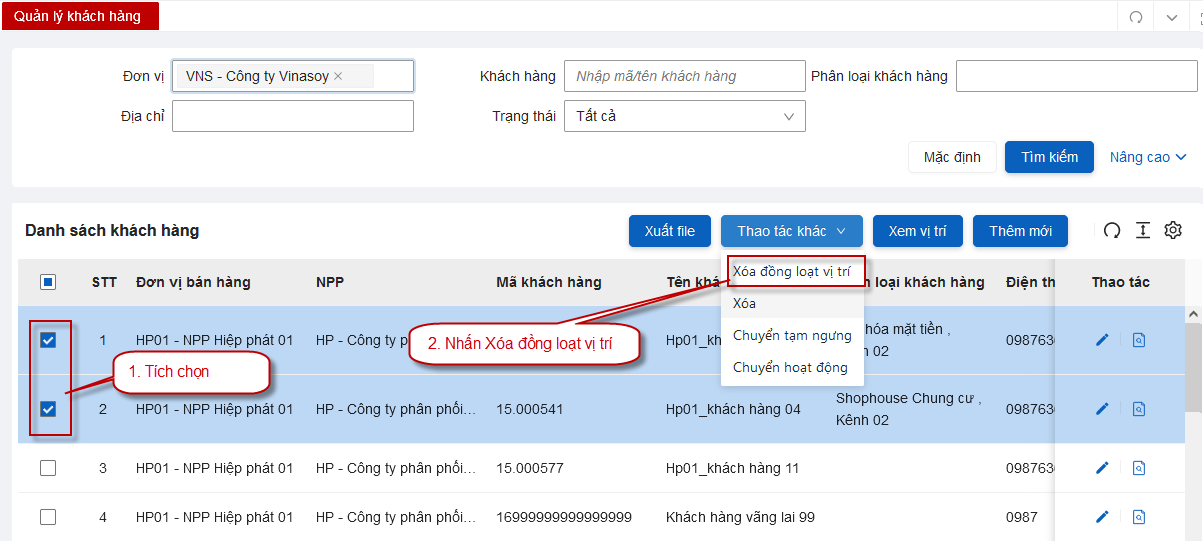 Quản lý khách hàng
Đơn vị VNS - Công ty Vinasoy Khách hàng Nhập mã/tên khách hàng Phân loại khách hàng
Địa chỉ Trạng thái Tất cả
Mặc định Tìm kiếm Nâng cao
Danh sách khách hàng Xuất file Thao tác khác Xem vị trí Thêm mới
Xóa đồng loạt vị trí
Xóa
Chuyển tạm ngưng
Chuyển hoạt động
STT Đơn vị bán hàng NPP Mã khách hàng Tên khá loại khách hàng Điện th Thao tác
1 HP01 - NPP Hiệp phát 01 HP - Công ty p Hp01_kh hóa mặt tiền , 098763
02
2. Nhấn Xóa đồng loạt vị trí
1. Tích chọn
2 HP01 - NPP Hiệp phát 01 HP - Công ty phân phối... 15.000541 Hp01_khách hàng 04 Shophouse Chung cư , 098763
Kênh 02
3 HP01 - NPP Hiệp phát 01 HP - Công ty phân phối... 15.000577 Hp01_khách hàng 11 098763
4 HP01 - NPP Hiệp phát 01 HP - Công ty phân phối... 16999999999999999 Khách hàng vãng lai 99 0987